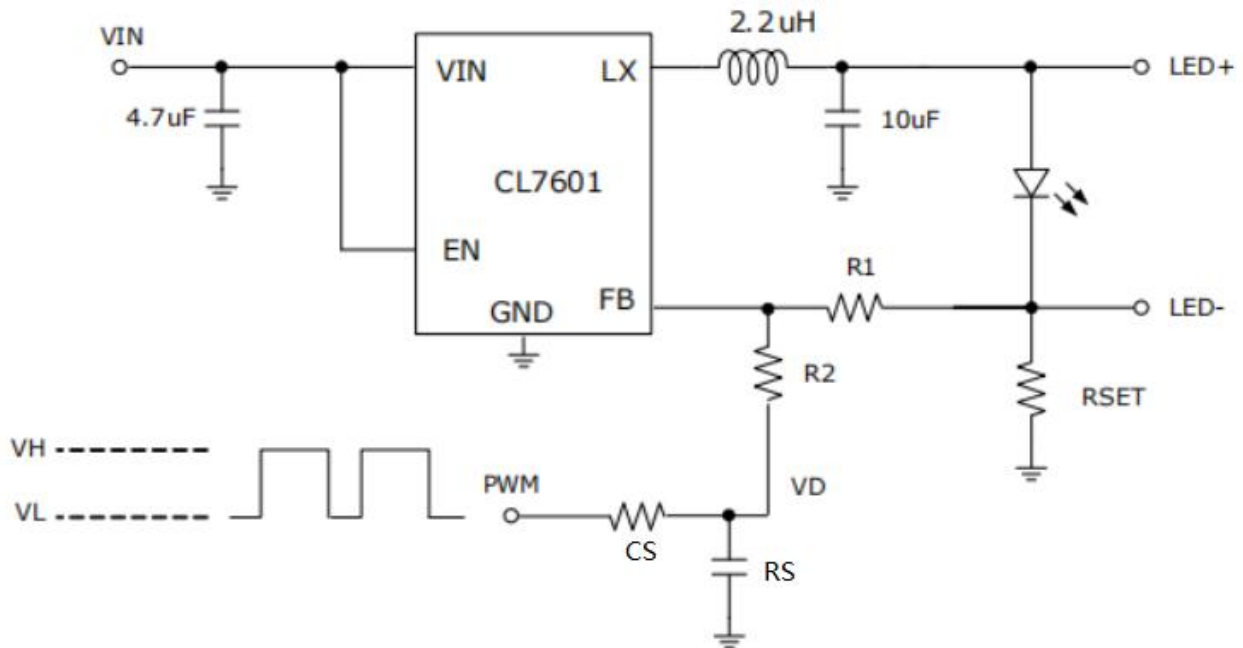 VIN
2.2uH
VIN
LX
LED+
4.7uF
10uF
CL7601
EN
R1
FB
GND
LED-
R2
RSET
VH
PWM
VD
VL
CS
RS